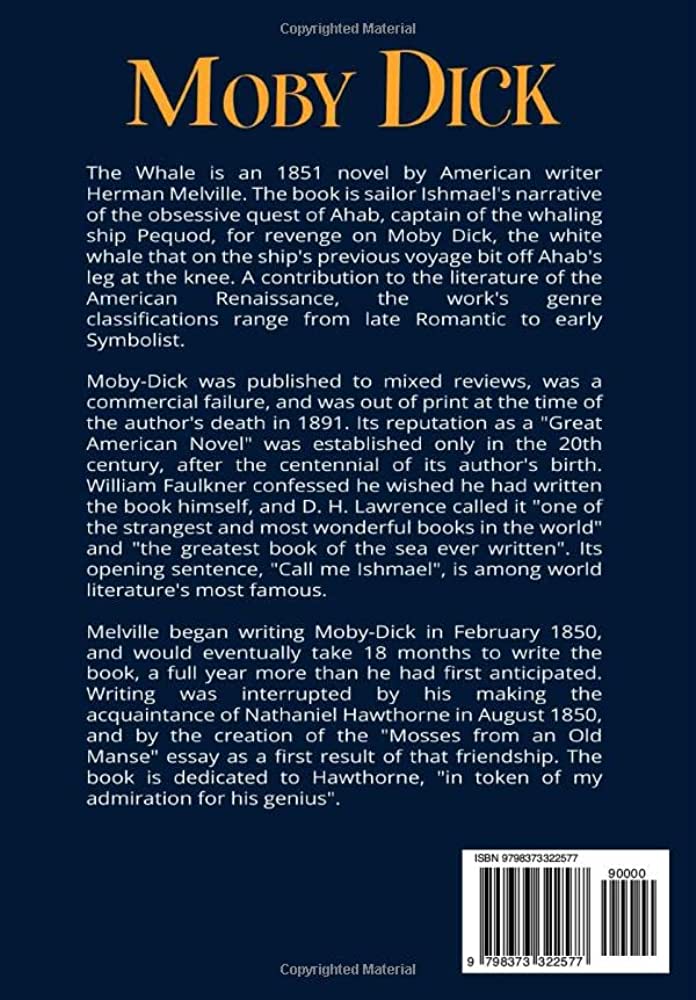 Copyrighted Material
MOBY DICK
The Whale is an 1851 novel by American writer
Herman Melville. The book is sailor Ishmael's narrative
of the obsessive quest of Ahab, captain of the whaling
ship Pequod, for revenge on Moby Dick, the white
whale that on the ship's previous voyage bit off Ahab's
leg at the knee. A contribution to the literature of the
American Renaissance, the work's genre
classifications range from late Romantic to early
Symbolist.
Moby-Dick was published to mixed reviews, was a
commercial failure, and was out of print at the time of
the author's death in 1891. Its reputation as a "Great
American Novel" was established only in the 20th
century, after the centennial of its author's birth.
William Faulkner confessed he wished he had written
the book himself, and D. H. Lawrence called it "one of
the strangest and most wonderful books in the world"
and "the greatest book of the sea ever written". Its
opening sentence, "Call me Ishmael", is among world
literature's most famous.
Melville began writing Moby-Dick in February 1850,
and would eventually take 18 months to write the
book, a full year more than he had first anticipated.
Writing was interrupted by his making the
acquaintance of Nathaniel Hawthorne in August 1850,
and by the creation of the "Mosses from an Old
Manse" essay as a first result of that friendship. The
book is dedicated to Hawthorne, "in token of my
admiration for his genius".
ISBN 9798373322577
90000
9 798373 322577
Copyrighted Material